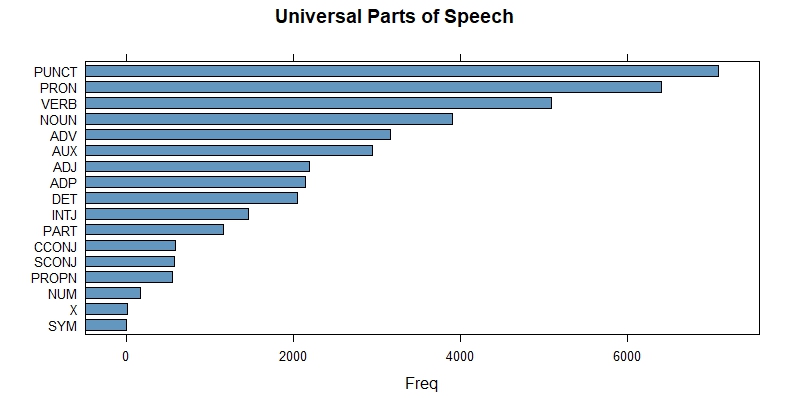 Universal Parts of Speech
PUNCT
PRON
VERB
NOUN
ADV
AUX
ADJ
ADP
DET
INTJ
PART
CCONJ
SCONJ
PROPN
NUM
X
SYM
0 2000 4000 6000
Freq